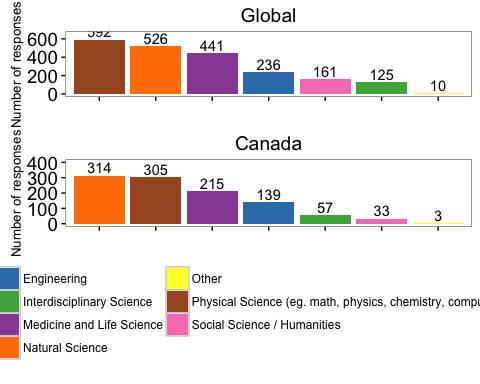 Global
Number of responses
600
400
200
0
592
526
441
236
161
125
10
Canada
Number of responses
400
300
200
100
0
314
305
215
139
57
33
3
Engineering
Other
Interdisciplinary Science
Physical Science (eg. math, physics, chemistry, compu
Medicine and Life Science
Social Science / Humanities
Natural Science